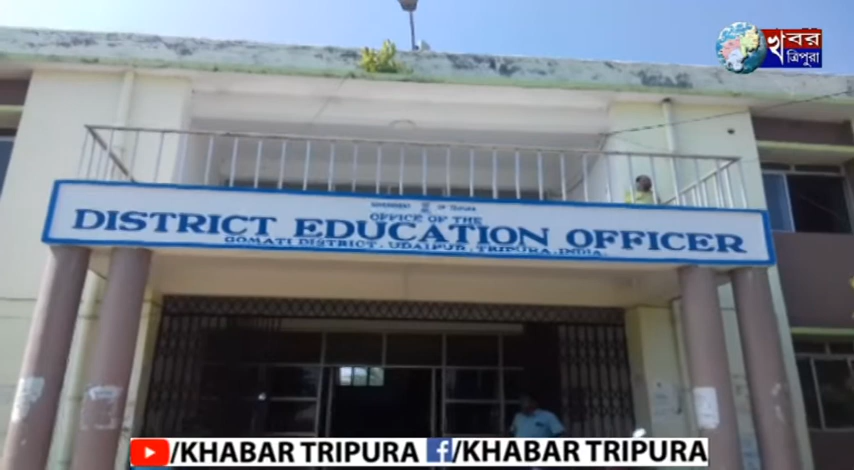 খবর
ত্রিপুরা
GOVERNMENT OF TRIPURA
OFFICE OF THE
DISTRICT EDUCATION OFFICER
GOMATI DISTRICT, UDAIPUR, TRIPURA, INDIA.
/KHABAR TRIPURA f/KHABAR TRIPURA